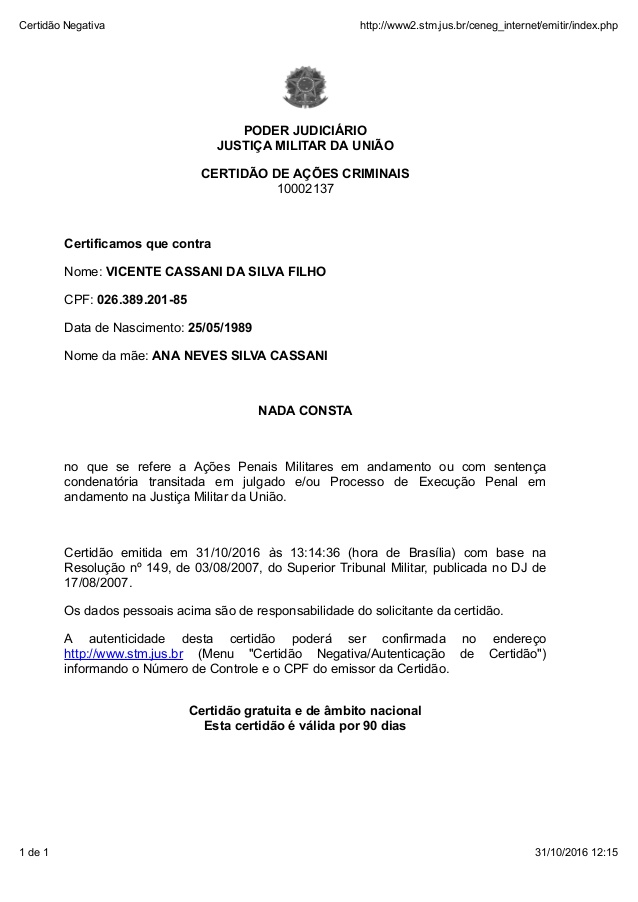 Certidão Negativa
http://www2.stm.jus.br/ceneg_internet/emitir/index.php
PODER JUDICIÁRIO
JUSTIÇA MILITAR DA UNIÃO
CERTIDÃO DE AÇÕES CRIMINAIS
10002137
Certificamos que contra
Nome: VICENTE CASSANI DA SILVA FILHO
CPF: 026.389.201-85
Data de Nascimento: 25/05/1989
Nome da mãe: ANA NEVES SILVA CASSANI
NADA CONSTA
no que se refere a Ações Penais Militares em andamento ou com sentença
condenatória transitada em julgado e/ou Processo de Execução Penal em
andamento na Justiça Militar da União.
Certidão emitida em 31/10/2016 às 13:14:36 (hora de Brasília) com base na
Resolução nº 149, de 03/08/2007, do Superior Tribunal Militar, publicada no DJ de
17/08/2007.
Os dados pessoais acima são de responsabilidade do solicitante da certidão.
A autenticidade desta certidão poderá ser confirmada no endereço
http://www.stm.jus.br (Menu "Certidão Negativa/Autenticação de Certidão")
informando o Número de Controle e o CPF do emissor da Certidão.
Certidão gratuita e de âmbito nacional
Esta certidão é válida por 90 dias
1 de 1
31/10/2016 12:15